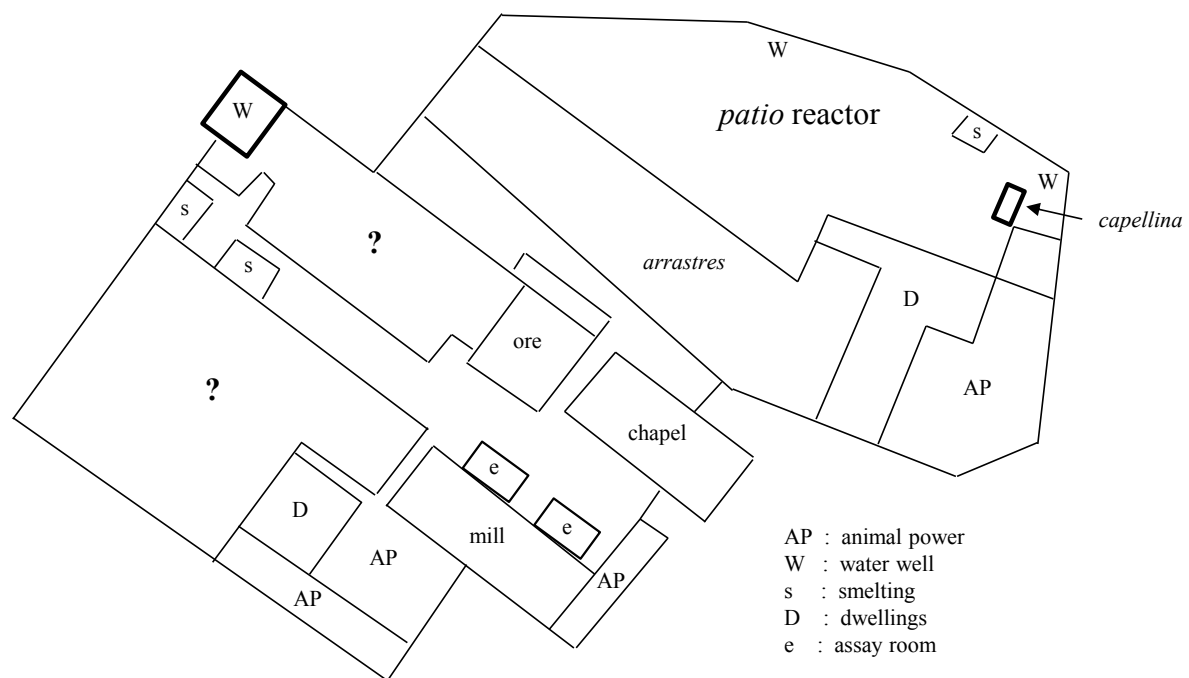 W
W
patio reactor
s
W
capellina
s
?
s
arrastres
D
ore
?
AP
chapel
e
D
e
mill
AP
AP
AP
AP : animal power
W : water well
s : smelting
D : dwellings
e : assay room